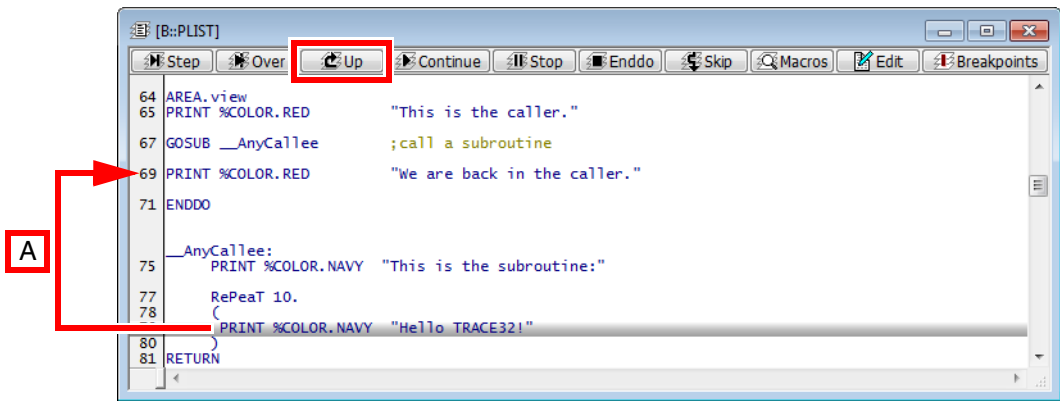 [B::PLIST]
Step Over Up Continue Stop Enddo Skip Macros Edit Breakpoints
64 AREA.view
65 PRINT %COLOR.RED "This is the caller."
67 GOSUB __AnyCallee ;call a subroutine
69 PRINT %COLOR.RED "We are back in the caller."
71 ENDDO
A
__AnyCallee:
75 PRINT %COLOR.NAVY "This is the subroutine:"
77 RePeaT 10.
78 (
PRINT %COLOR.NAVY "Hello TRACE32!"
80 )
81 RETURN